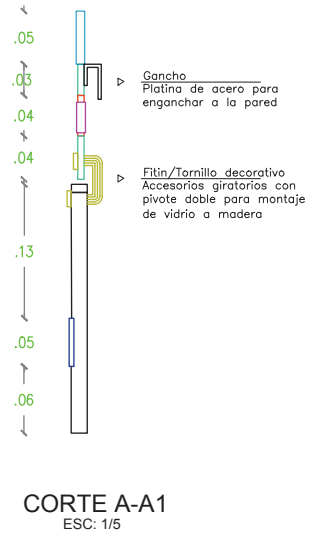 .05
.03
Gancho
Platina de acero para
enganchar a la pared
.04
.04
Fitin/Tornillo decorativo
Accesorios giratorios con
pivote doble para montaje
de vidrio a madera
.13
.05
.06
CORTE A-A1
ESC: 1/5